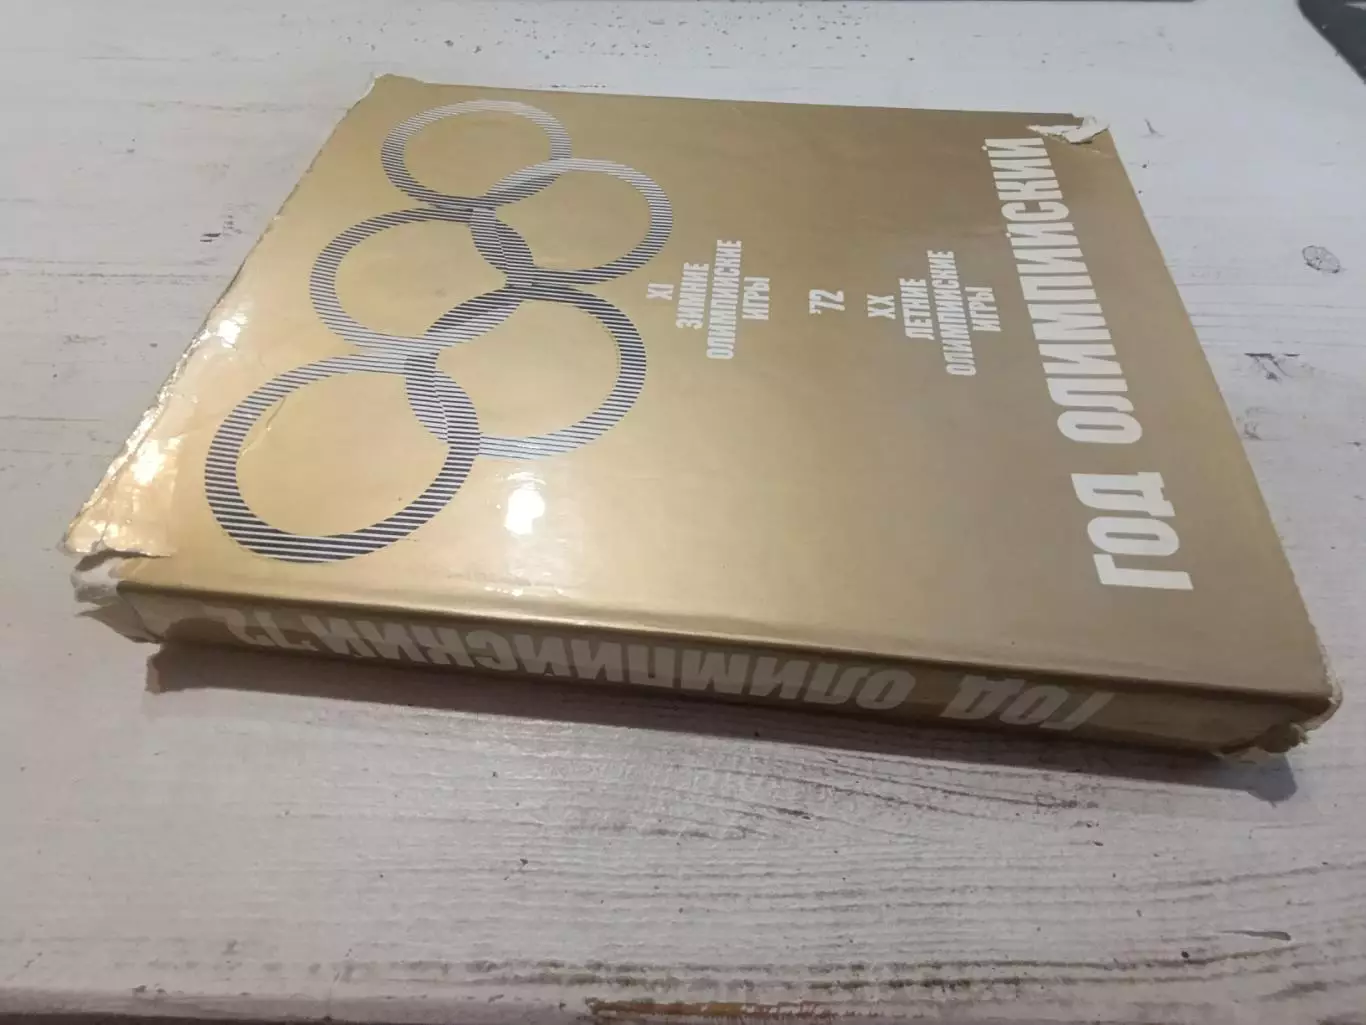 ГОД ОЛИМПИЙСКИЙ
XX
ЛЕТНИЕ
ОЛИМПИЙСКИЕ
ИГРЫ
'72
XI
ЗИМНИЕ
ОЛИМПИЙСКИЕ
ИГРЫ
ГОД ОЛИМПИЙСКИЙ '72